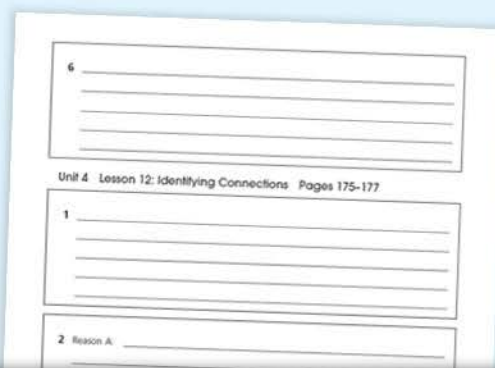 6
Unit 4 Lesson 12: Identifying Connections Pages 175–177
1
2 Reason A: